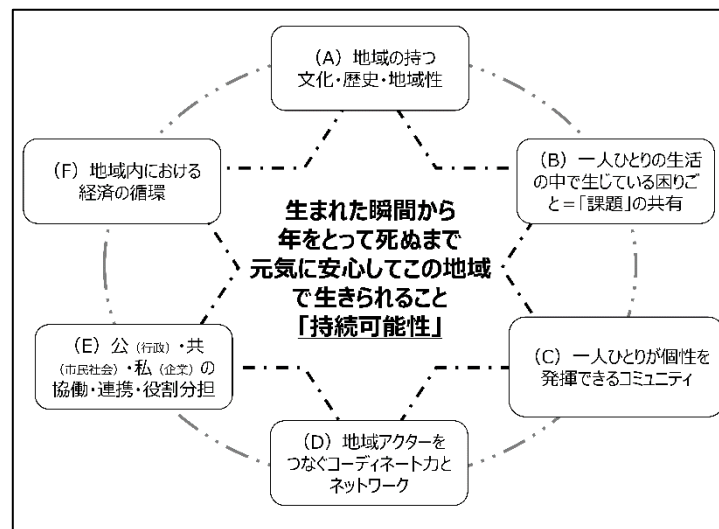 （A）地域の持つ
文化・歴史・地域性
（B）一人ひとりの生活
の中で生じている困りご
と＝「課題」の共有
（C）一人ひとりが個性を
発揮できるコミュニティ
（D）地域アクターを
つなぐコーディネート力と
ネットワーク
（E）公（行政）・共
（市民社会）・私（企業）の
協働・連携・役割分担
（F）地域内における
経済の循環
生まれた瞬間から
年をとって死ぬまで
元気に安心してこの地域
で生きられること
「持続可能性」